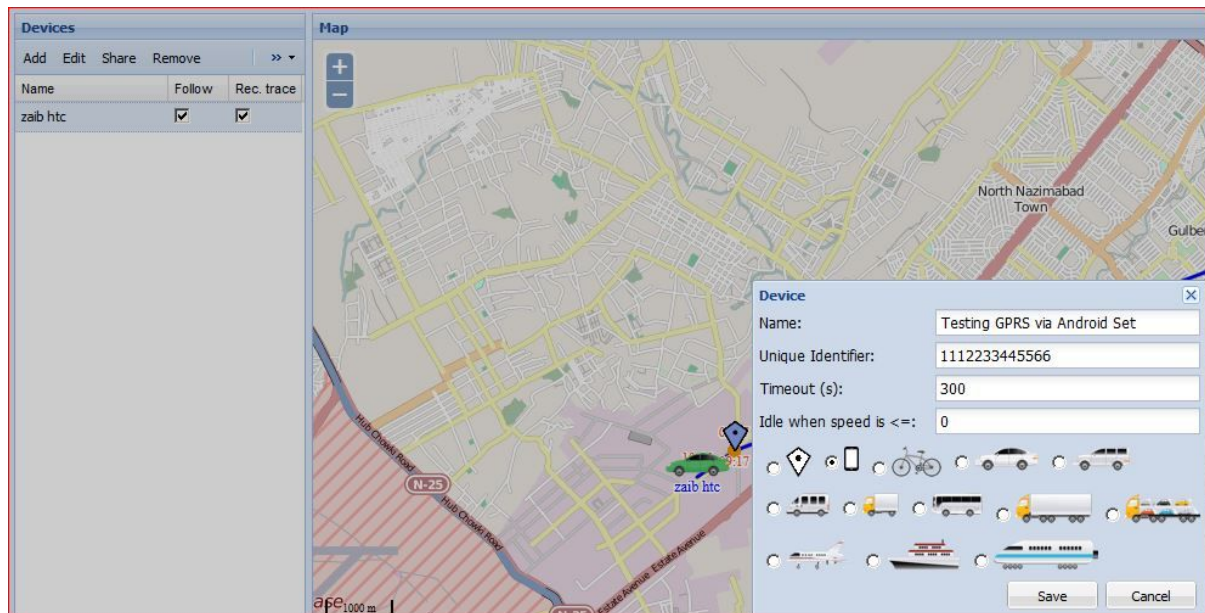 Devices
Add Edit Share Remove »
Name Follow Rec. trace
zaib htc
Map
+
−
North Nazimabad
Town
Hub Chowki Road
N-25
Hub Chowki Road
zaib htc
9:17
Estate Avenue Estate Avenue
1000 m
Device
Name: Testing GPRS via Android Set
Unique Identifier: 1112233445566
Timeout (s): 300
Idle when speed is <=: 0
Save Cancel